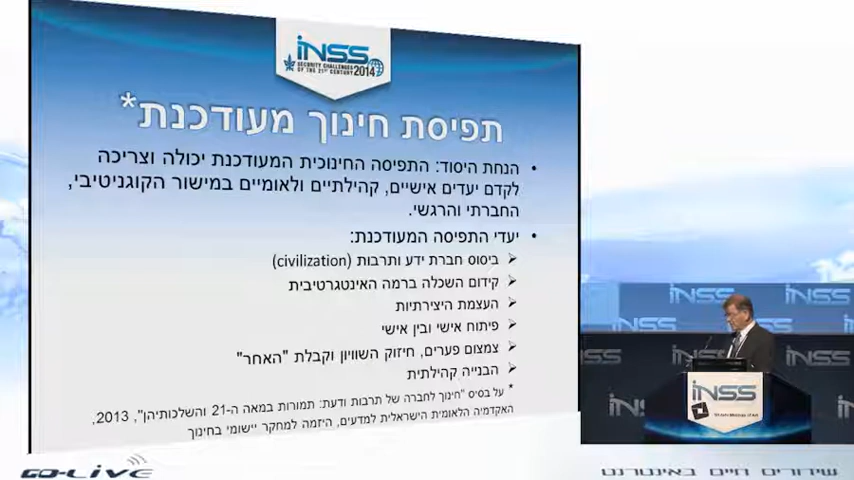 INSS
SECURITY CHALLENGES
OF THE 21ST CENTURY 2014
תפיסת חינוך מעודכנת*
• הנחת היסוד: התפיסה החינוכית המעודכנת יכולה וצריכה
לקדם יעדים אישיים, קהילתיים ולאומיים במישור הקוגניטיבי,
החברתי והרגשי.
• יעדי התפיסה המעודכנת:
ביסוס חברת ידע ותרבות (civilization)
קידום השכלה ברמה האינטגרטיבית
העצמת היצירתיות
פיתוח אישי ובין אישי
צמצום פערים, חיזוק השוויון וקבלת "האחר"
הבנייה קהילתית
* על בסיס "חינוך לחברה של תרבות ודעת: תמורות במאה ה-21 והשלכותיהן", 2013,
האקדמיה הלאומית הישראלית למדעים, היזמה למחקר יישומי בחינוך
INSS
INSS
INSS
INSS
INSS
INSS
INSS
GO-LIVE
שידורים חיים באינטרנט